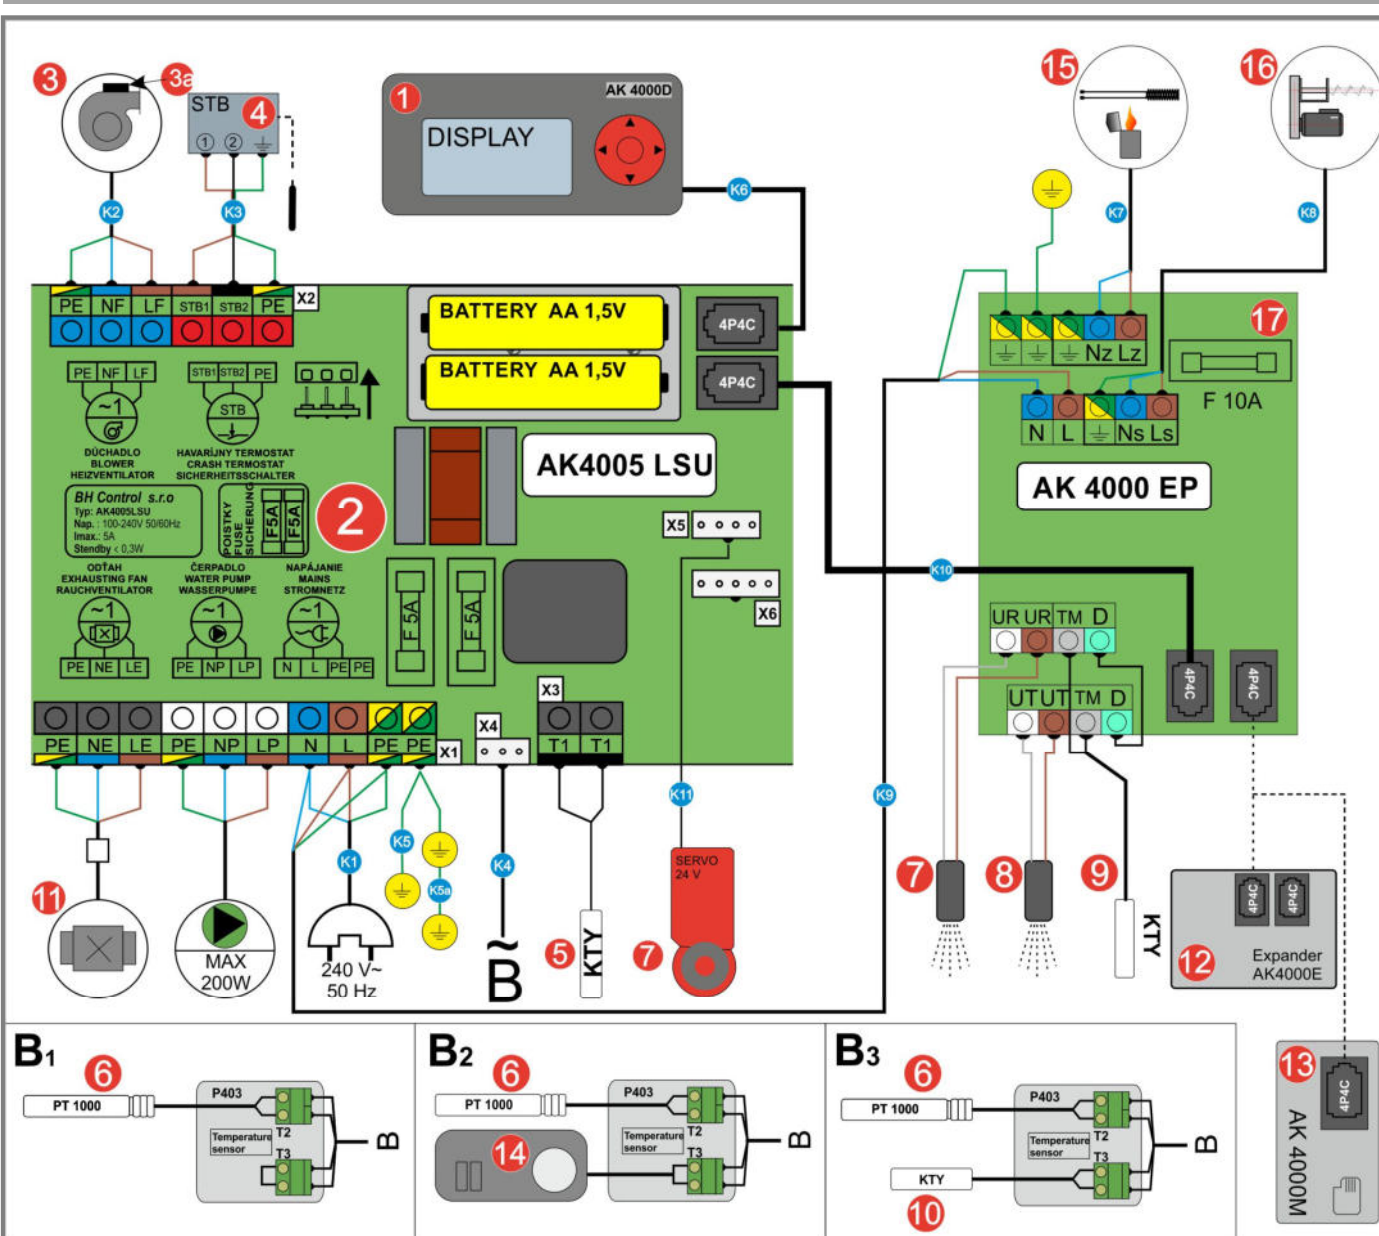 3
3a
STB
4
1 2
1
AK 4000D
DISPLAY
15
16
K2
K3
K6
K7
K8
PE NF LF STB1 STB2 PE X2
BATTERY AA 1,5V
4P4C
BATTERY AA 1,5V
4P4C
17
Nz Lz
F 10A
N L Ns Ls
PE NF LF
~1
DÚCHADLO
BLOWER
HEIZVENTILATOR
STB1 STB2 PE
STB
HAVARÍJNY TERMOSTAT
CRASH TERMOSTAT
SICHERHEITSSCHALTER
AK4005 LSU
AK 4000 EP
BH Control s.r.o
Typ: AK4005LSU
Nap. : 100-240V 50/60Hz
Imax.: 5A
Stendby < 0,3W
POISTKY
FUSE
SICHERUNG
F5A
F5A
2
X5
X6
K10
ODŤAH
EXHAUSTING FAN
RAUCHVENTILATOR
~1
PE NE LE
ČERPADLO
WATER PUMP
WASSERPUMPE
~1
PE NP LP
NAPÁJANIE
MAINS
STROMNETZ
~1
N L PE PE
F 5A
F 5A
UR UR TM D
4P4C
4P4C
UT UT TM D
X3
X4
PE NE LE PE NP LP N L PE PE X1
T1 T1
K11
K9
K5
K1
K5a
K4
SERVO
24 V
7
8
9
KTY
4P4C
4P4C
12
Expander
AK4000E
11
MAX
200W
240 V~
50 Hz
~
B
5
KTY
7
B1
6
PT 1000
P403
T2
Temperature
sensor
T3
B
B2
6
PT 1000
14
P403
T2
Temperature
sensor
T3
B
B3
6
PT 1000
KTY
10
P403
T2
Temperature
sensor
T3
B
13
4P4C
AK 4000M